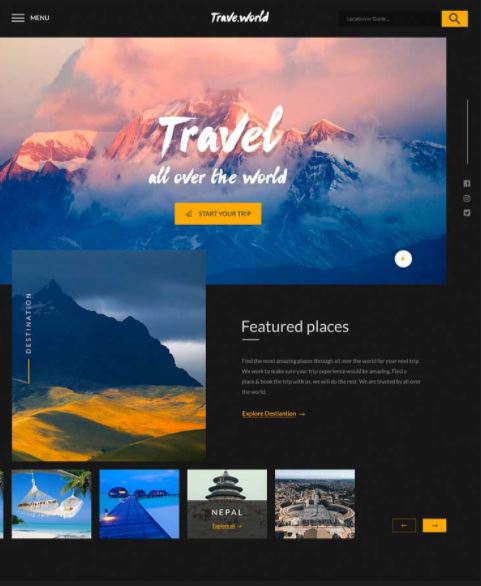 MENU
Trave.world
Location or Guide...
Travel
all over the world
START YOUR TRIP
DESTINATION
Featured places
Find the most amazing places through all over the world for your next trip.
We work to make sure your trip experience would be amazing. Find a
place & book the trip with us, we will do the rest. We are trusted by all over
the world.
Explore Destiantion →
NEPAL
Explore all →
← →